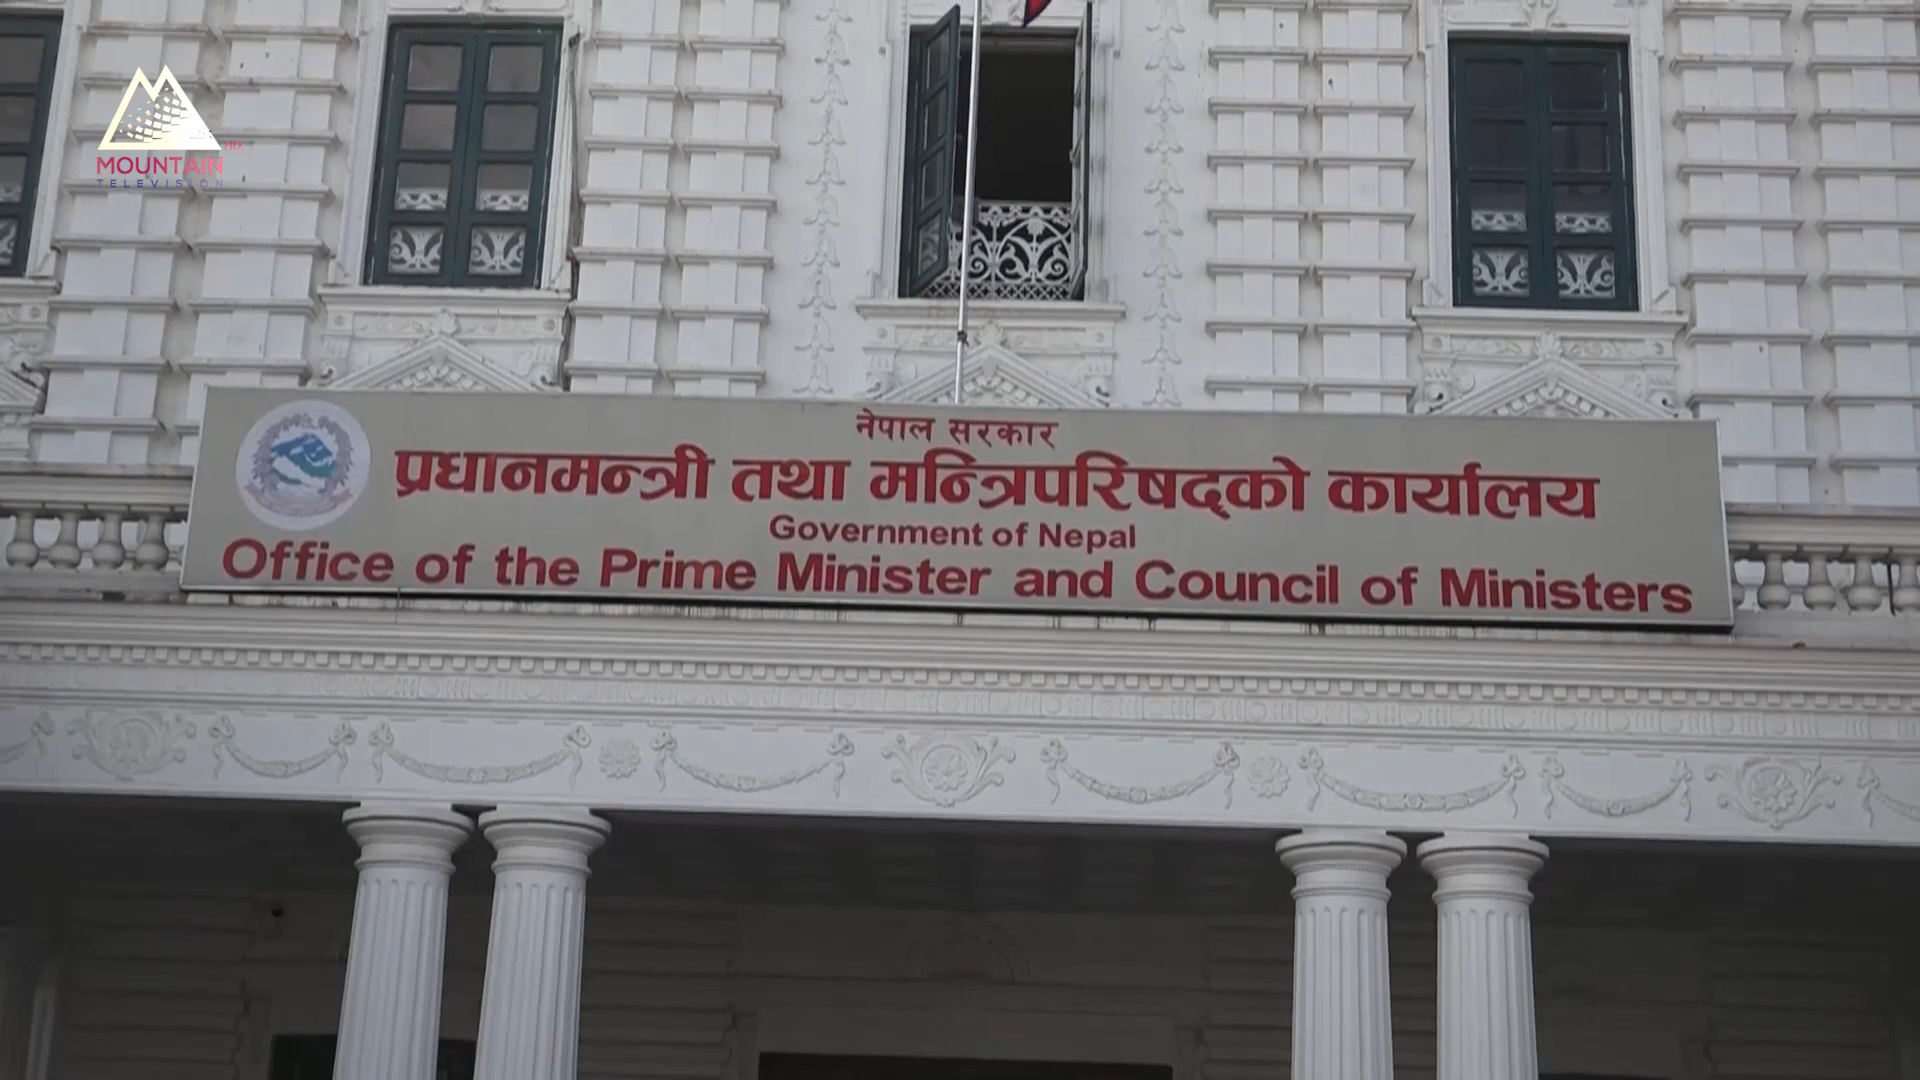 MOUNTAIN HD
TELEVISION
नेपाल सरकार
प्रधानमन्त्री तथा मन्त्रिपरिषद्को कार्यालय
Government of Nepal
Office of the Prime Minister and Council of Ministers